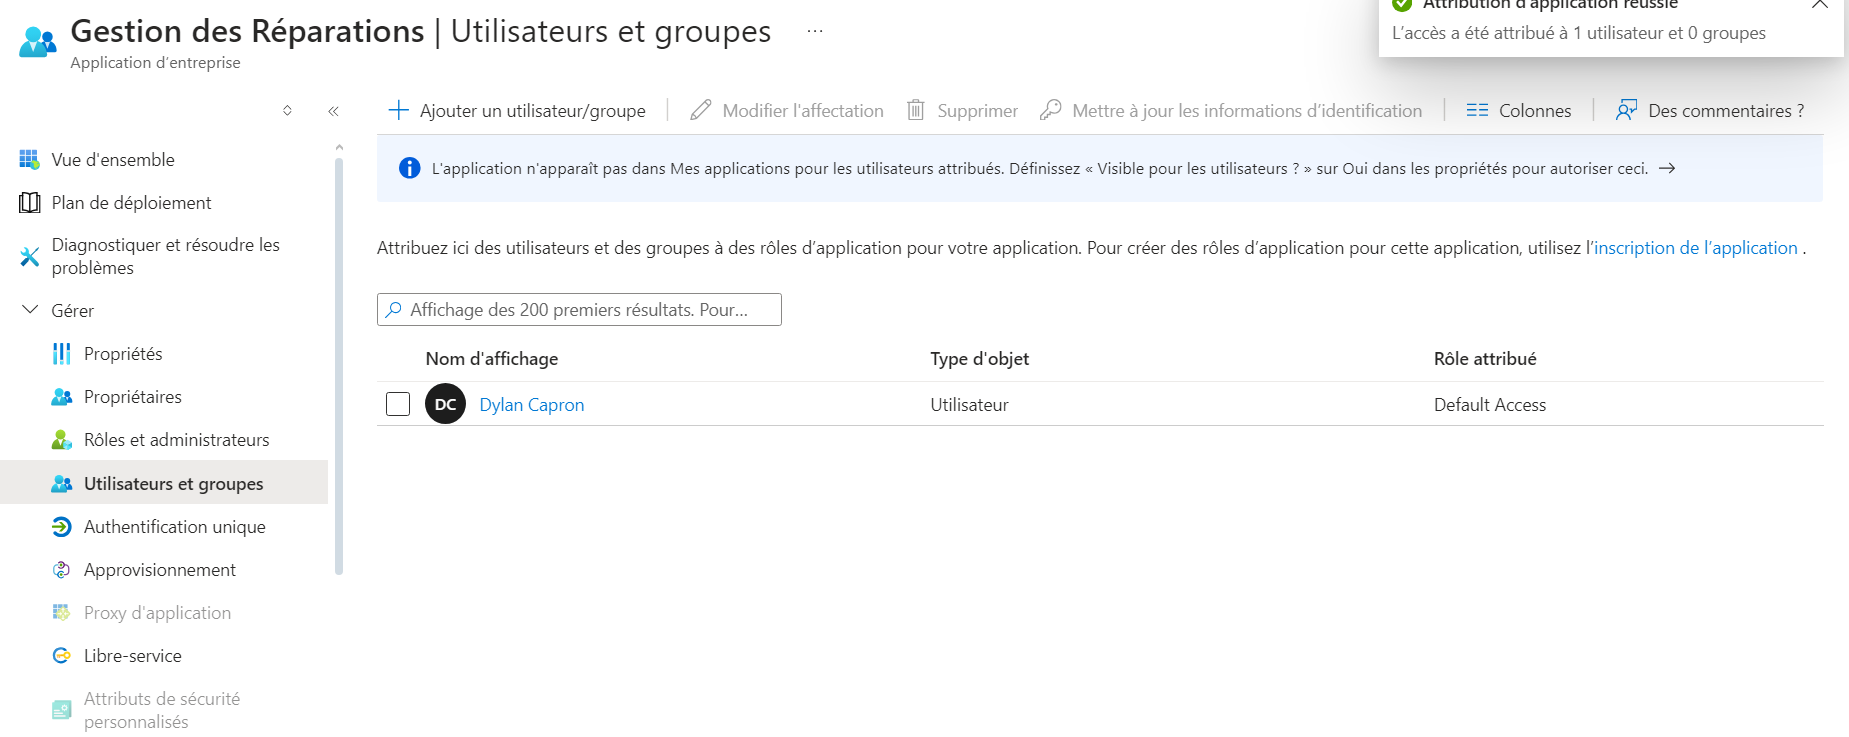 Gestion des Réparations | Utilisateurs et groupes ...
Application d'entreprise
Attribution d'application réussie
L'accès a été attribué à 1 utilisateur et 0 groupes
Ajouter un utilisateur/groupe
Modifier l'affectation
Supprimer
Mettre à jour les informations d'identification
Colonnes
Des commentaires ?
Vue d'ensemble
Plan de déploiement
Diagnostiquer et résoudre les
problèmes
Gérer
Propriétés
Propriétaires
Rôles et administrateurs
Utilisateurs et groupes
Authentification unique
Approvisionnement
Proxy d'application
Libre-service
Attributs de sécurité
personnalisés
L'application n'apparaît pas dans Mes applications pour les utilisateurs attribués. Définissez « Visible pour les utilisateurs ? » sur Oui dans les propriétés pour autoriser ceci. →
Attribuez ici des utilisateurs et des groupes à des rôles d'application pour votre application. Pour créer des rôles d'application pour cette application, utilisez l'inscription de l'application .
Affichage des 200 premiers résultats. Pour...
Nom d'affichage Type d'objet Rôle attribué
DC Dylan Capron Utilisateur Default Access